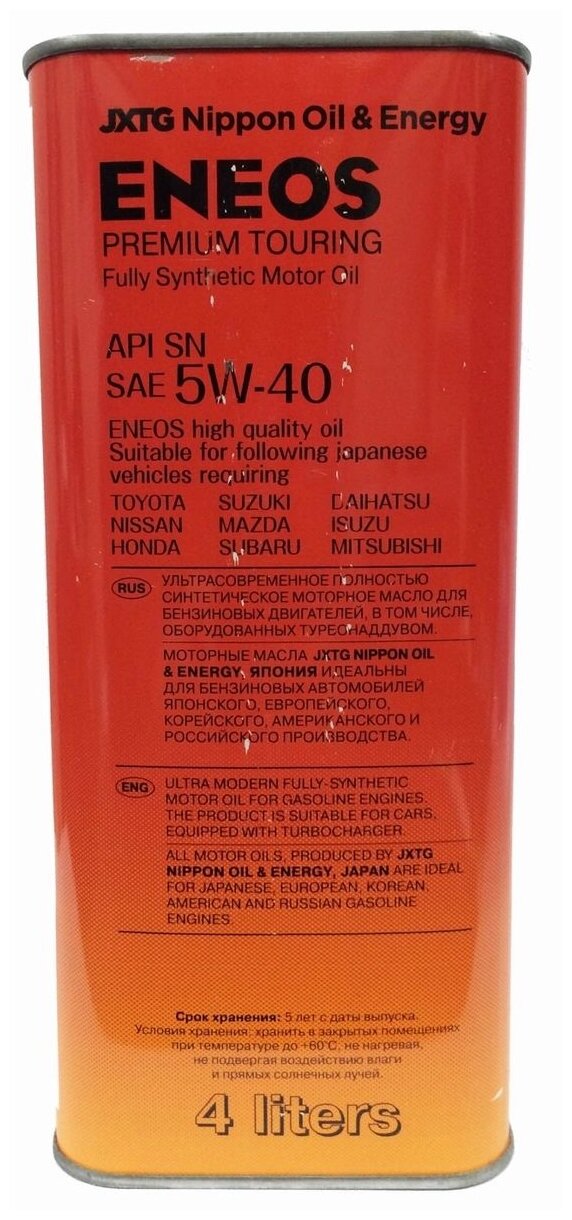 JXTG Nippon Oil & Energy
ENEOS
PREMIUM TOURING
Fully Synthetic Motor Oil
API SN
SAE 5W-40
ENEOS high quality oil
Suitable for following japanese
vehicles requiring
TOYOTA SUZUKI DAIHATSU
NISSAN MAZDA ISUZU
HONDA SUBARU MITSUBISHI
RUS УЛЬТРАСОВРЕМЕННОЕ ПОЛНОСТЬЮ
СИНТЕТИЧЕСКОЕ МОТОРНОЕ МАСЛО ДЛЯ
БЕНЗИНОВЫХ ДВИГАТЕЛЕЙ, В ТОМ ЧИСЛЕ,
ОБОРУДОВАННЫХ ТУРБОНАДДУВОМ.
МОТОРНЫЕ МАСЛА JXTG NIPPON OIL
& ENERGY, ЯПОНИЯ ИДЕАЛЬНЫ
ДЛЯ БЕНЗИНОВЫХ АВТОМОБИЛЕЙ
ЯПОНСКОГО, ЕВРОПЕЙСКОГО,
КОРЕЙСКОГО, АМЕРИКАНСКОГО И
РОССИЙСКОГО ПРОИЗВОДСТВА.
ENG ULTRA MODERN FULLY-SYNTHETIC
MOTOR OIL FOR GASOLINE ENGINES.
THE PRODUCT IS SUITABLE FOR CARS,
EQUIPPED WITH TURBOCHARGER.
ALL MOTOR OILS, PRODUCED BY JXTG
NIPPON OIL & ENERGY, JAPAN ARE IDEAL
FOR JAPANESE, EUROPEAN, KOREAN,
AMERICAN AND RUSSIAN GASOLINE
ENGINES.
Срок хранения: 5 лет с даты выпуска.
Условия хранения: хранить в закрытых помещениях
при температуре до +60°С, не нагревая,
не подвергая воздействию влаги
и прямых солнечных лучей.
4 liters